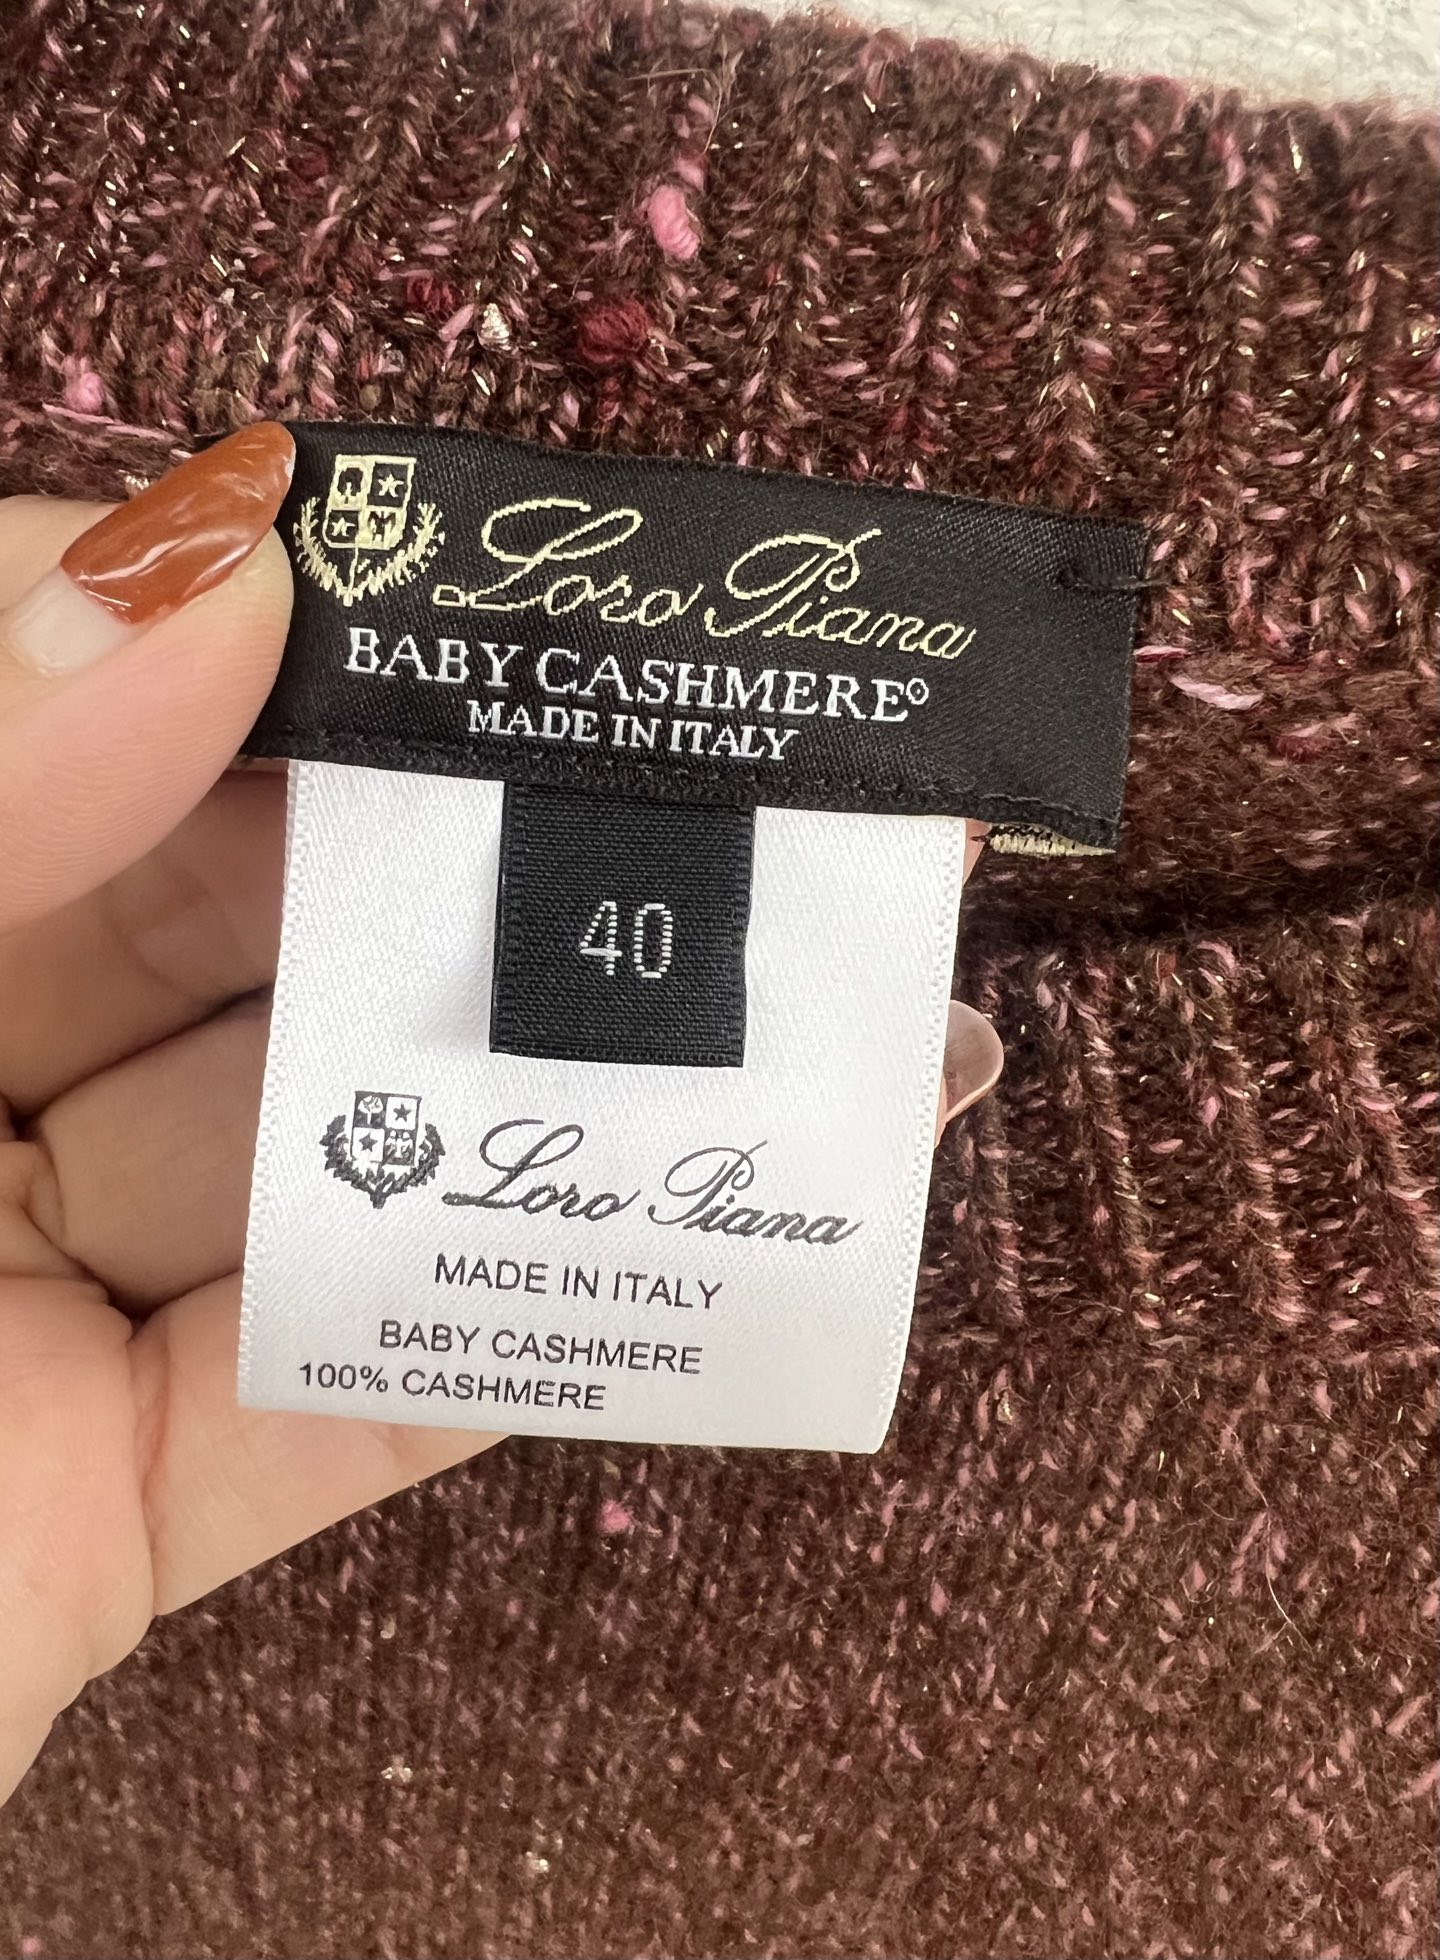 Loro Piana
BABY CASHMERE®
MADE IN ITALY
40
Loro Piana
MADE IN ITALY
BABY CASHMERE
100% CASHMERE